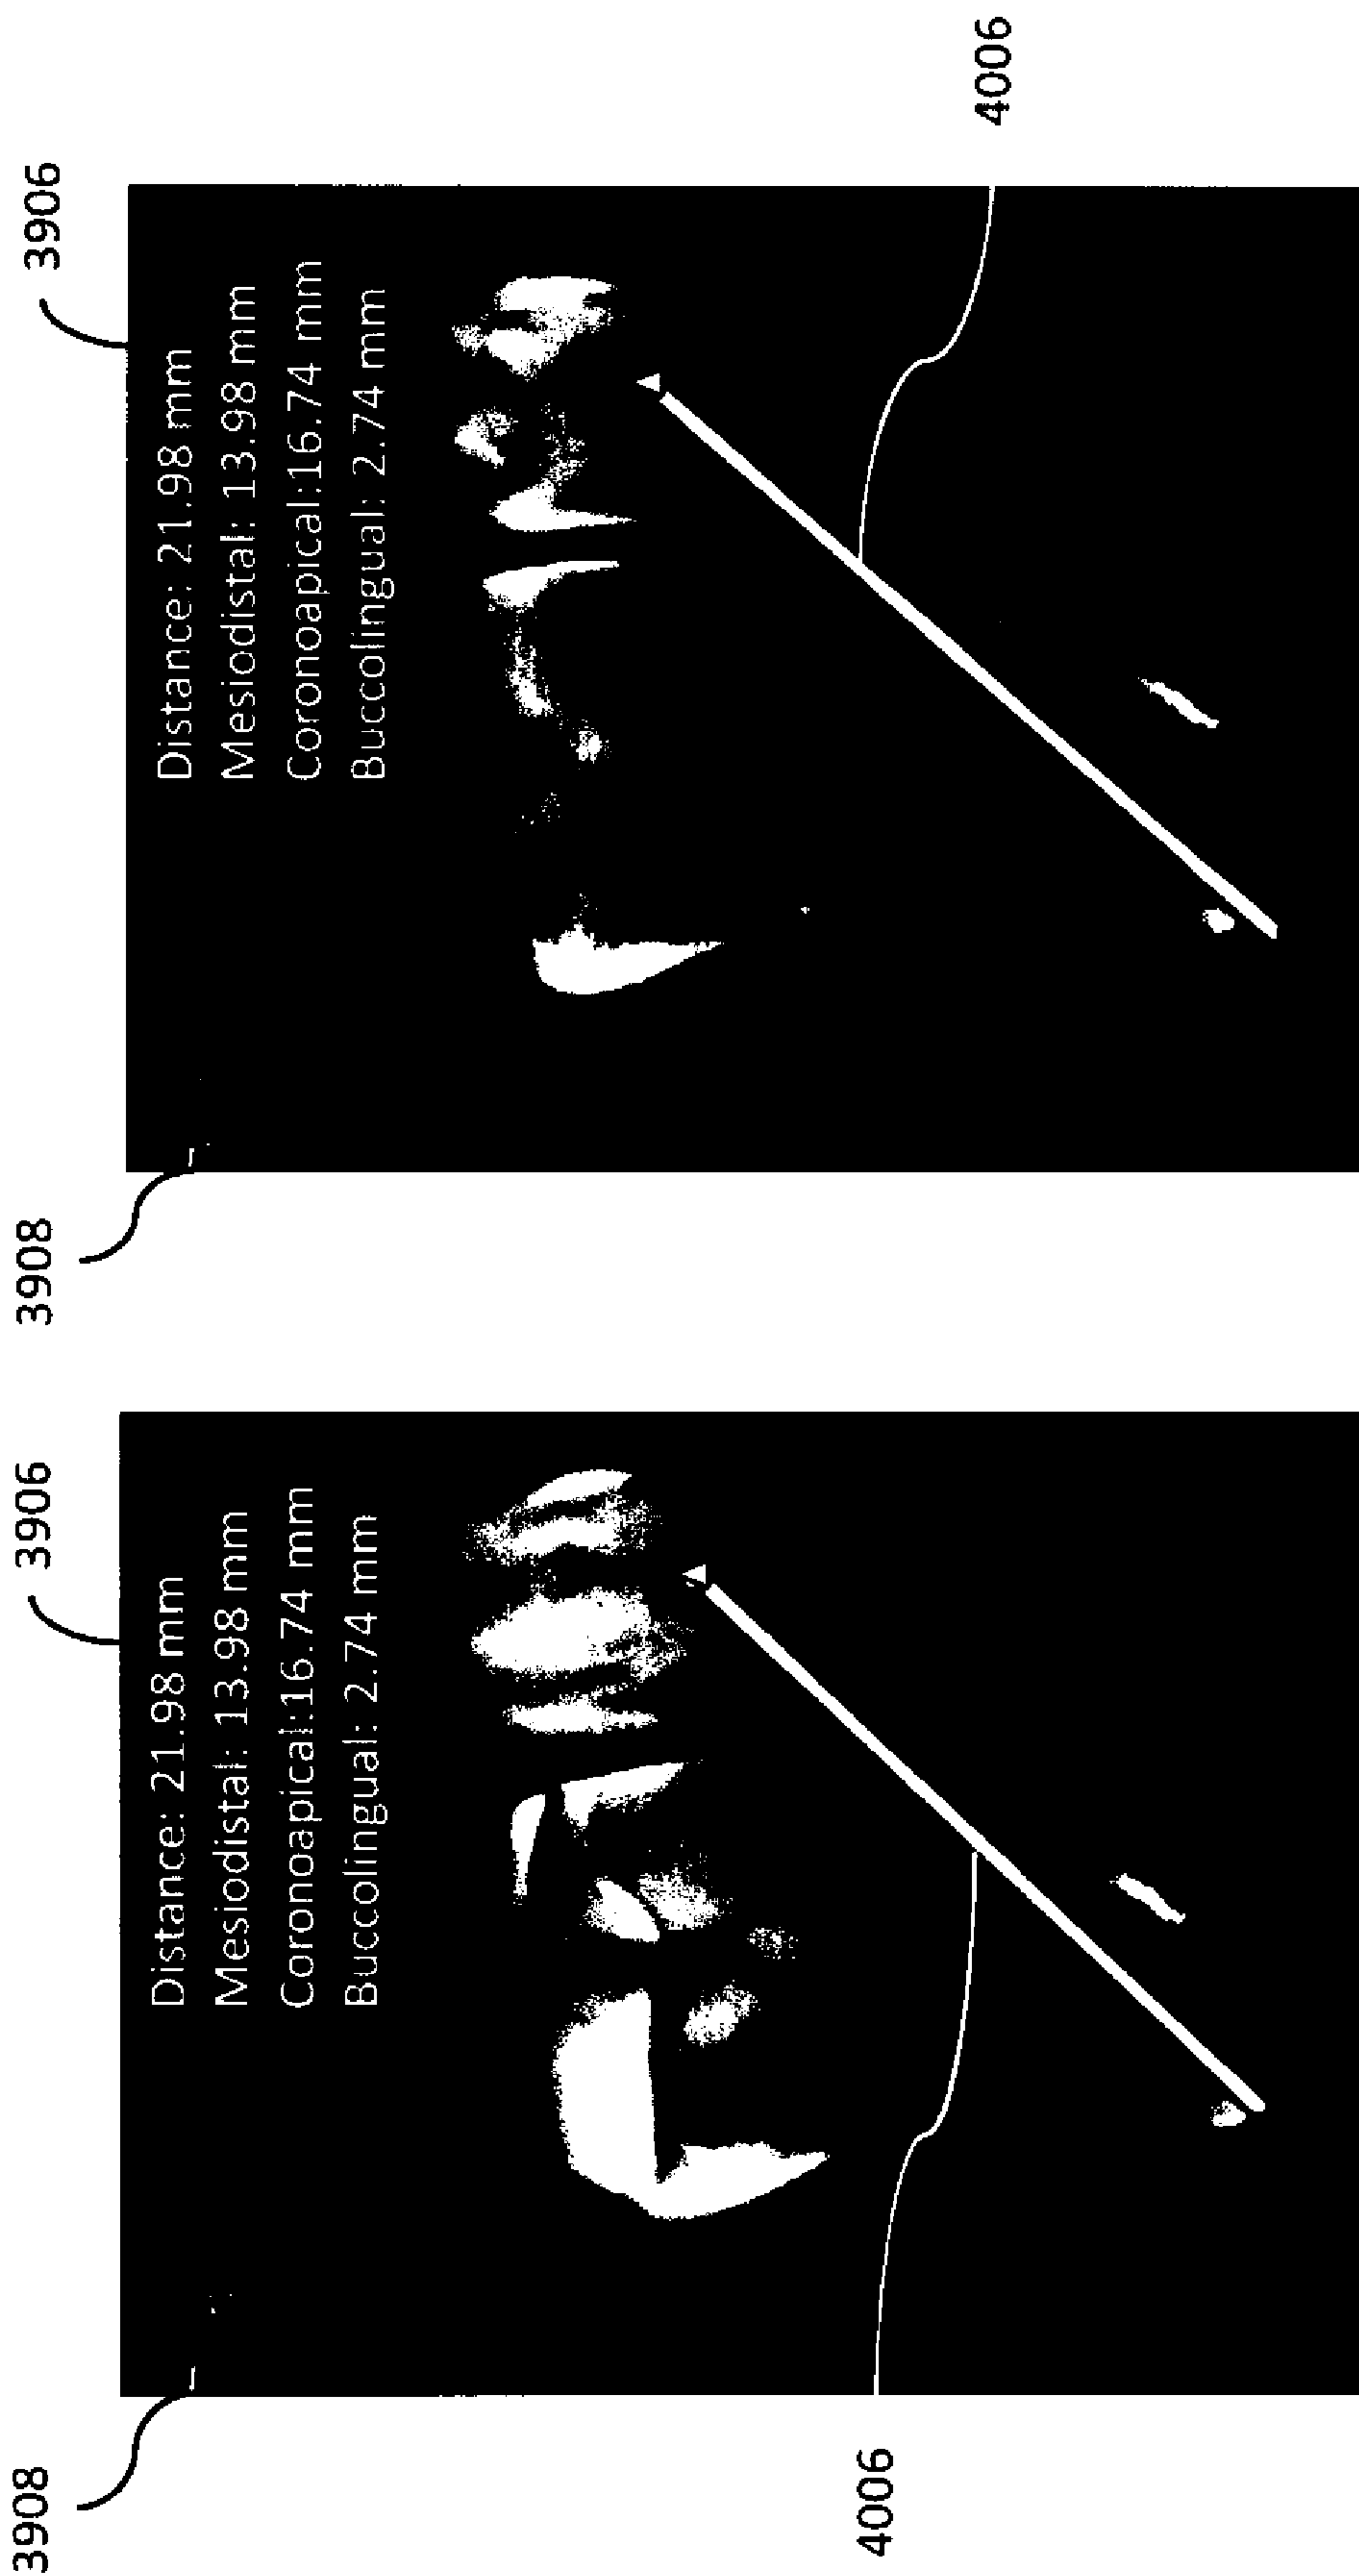 3908
3906
Distance: 21.98 mm
Mesiodistal: 13.98 mm
Coronoapical:16.74 mm
Buccolingual: 2.74 mm
4006
3908
3906
Distance: 21.98 mm
Mesiodistal: 13.98 mm
Coronoapical:16.74 mm
Buccolingual: 2.74 mm
4006